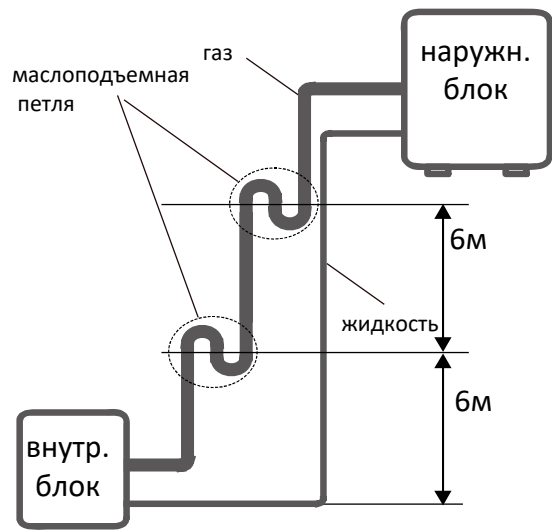 газ
наружн.
блок
маслоподъемная
петля
6м
жидкость
6м
внутр.
блок